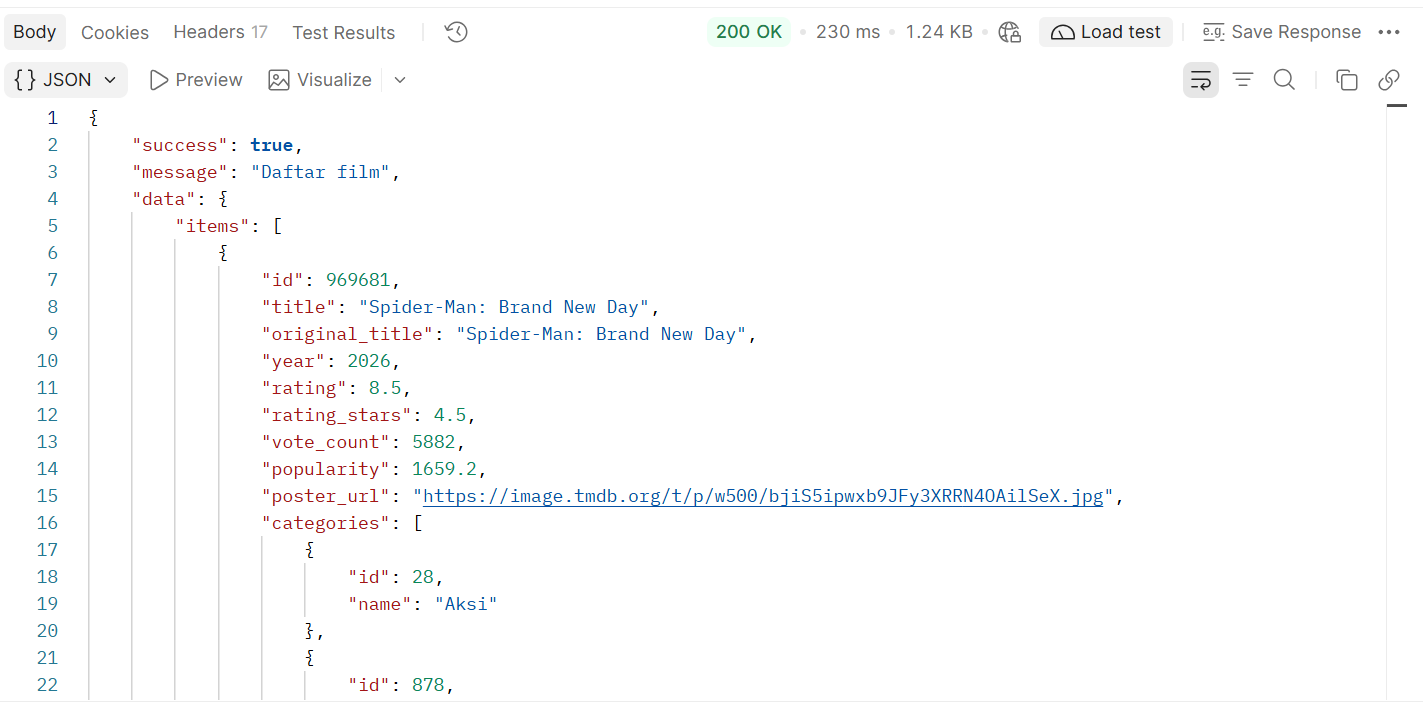 Body Cookies Headers 17 Test Results 200 OK 230 ms 1.24 KB Load test e.g. Save Response
{} JSON Preview Visualize
1 {
2 "success": true,
3 "message": "Daftar film",
4 "data": {
5 "items": [
6 {
7 "id": 969681,
8 "title": "Spider-Man: Brand New Day",
9 "original_title": "Spider-Man: Brand New Day",
10 "year": 2026,
11 "rating": 8.5,
12 "rating_stars": 4.5,
13 "vote_count": 5882,
14 "popularity": 1659.2,
15 "poster_url": "https://image.tmdb.org/t/p/w500/bjiS5ipwxb9JFy3XRRN4OAilSeX.jpg",
16 "categories": [
17 {
18 "id": 28,
19 "name": "Aksi"
20 },
21 {
22 "id": 878,